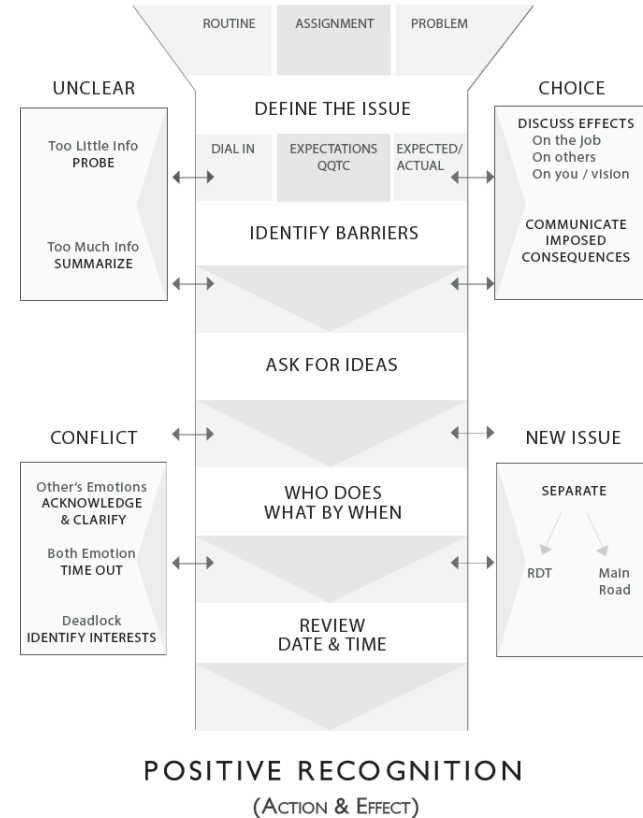 ROUTINE
ASSIGNMENT
PROBLEM
DEFINE THE ISSUE
DIAL IN
EXPECTATIONS
QQTC
EXPECTED/
ACTUAL
IDENTIFY BARRIERS
ASK FOR IDEAS
WHO DOES
WHAT BY WHEN
REVIEW
DATE & TIME
UNCLEAR
Too Little Info
PROBE
Too Much Info
SUMMARIZE
CHOICE
DISCUSS EFFECTS
On the job
On others
On you / vision
COMMUNICATE
IMPOSED
CONSEQUENCES
CONFLICT
Other's Emotions
ACKNOWLEDGE
& CLARIFY
Both Emotion
TIME OUT
Deadlock
IDENTIFY INTERESTS
NEW ISSUE
SEPARATE
RDT
Main
Road
POSITIVE RECOGNITION
(ACTION & EFFECT)